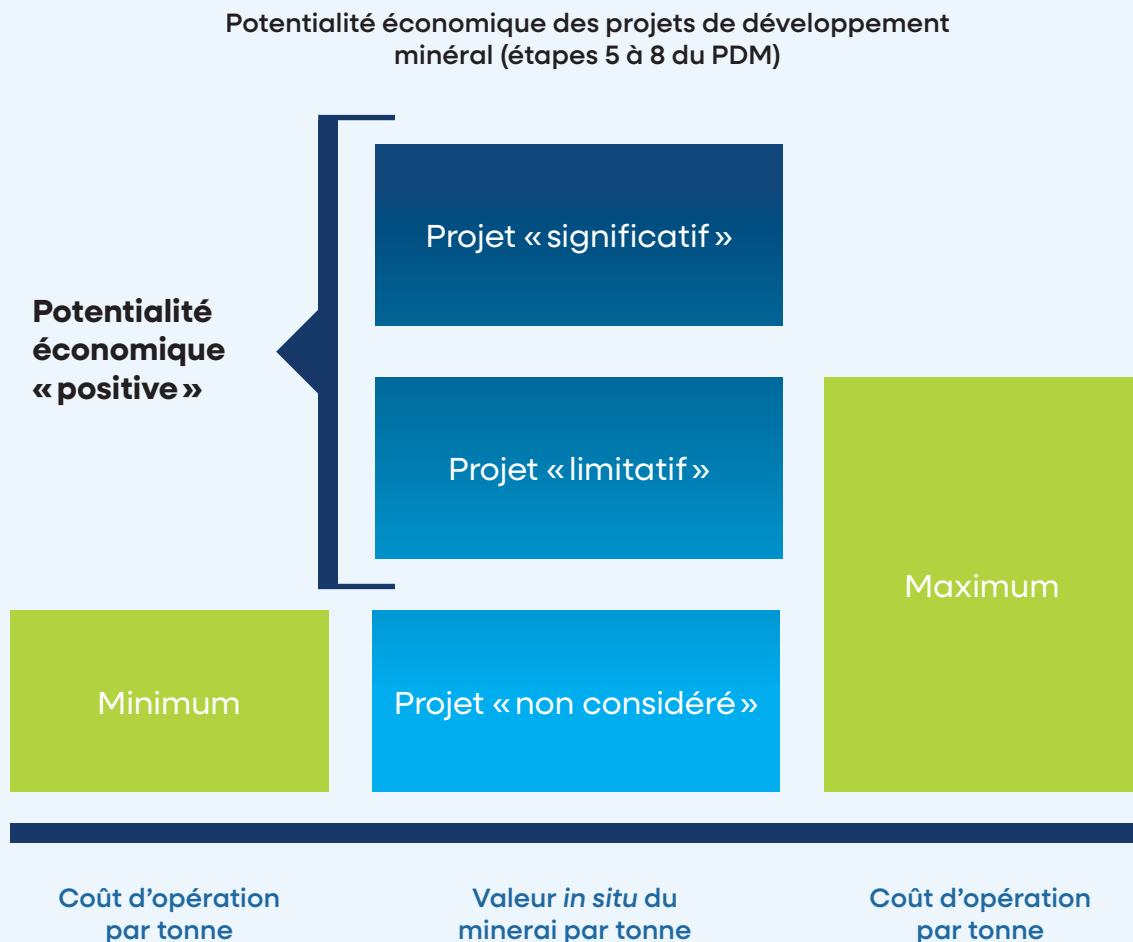 Potentialité économique des projets de développement
minéral (étapes 5 à 8 du PDM)
Projet « significatif »
Potentialité
économique
« positive »
Projet « limitatif »
Maximum
Minimum
Projet « non considéré »
Coût d’opération
par tonne
Valeur in situ du
minerai par tonne
Coût d’opération
par tonne